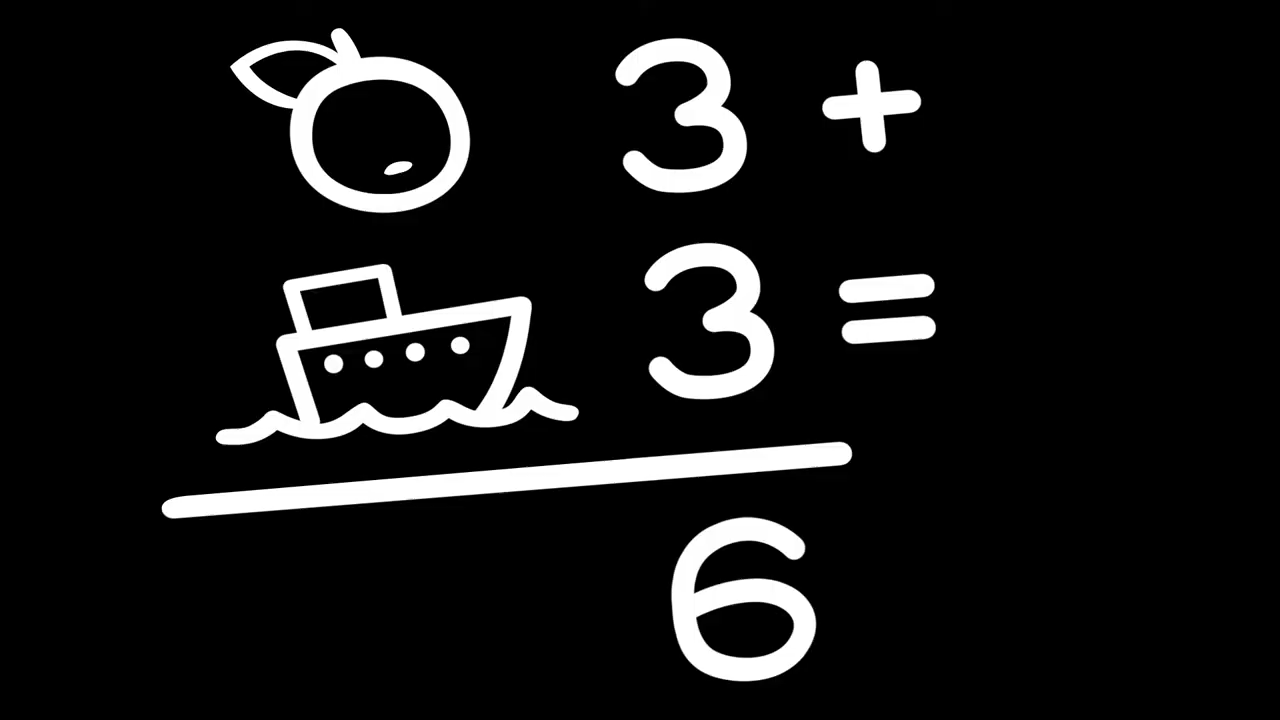 3 +
3 =
6